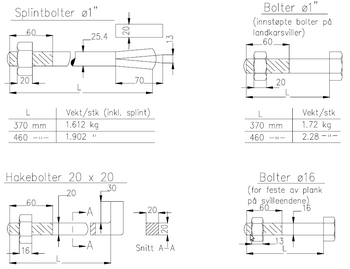 Splintbolter ø1"
60
25.4
20
13
20
L
L Vekt/stk (inkl. splint)
370 mm 1.612 kg
460 -"- 1.902 "
Bolter ø1"
(innstøpte bolter på
landkarsviller)
60
20
L
L Vekt/stk
370 mm 1.72 kg
460 -"- 2.28 -"-
Hakebolter 20 x 20
60
20
A
A
30
20
20
16
L
Snitt A-A
Bolter ø16
(for feste av plank
på svilleendene)
60
16
13
L